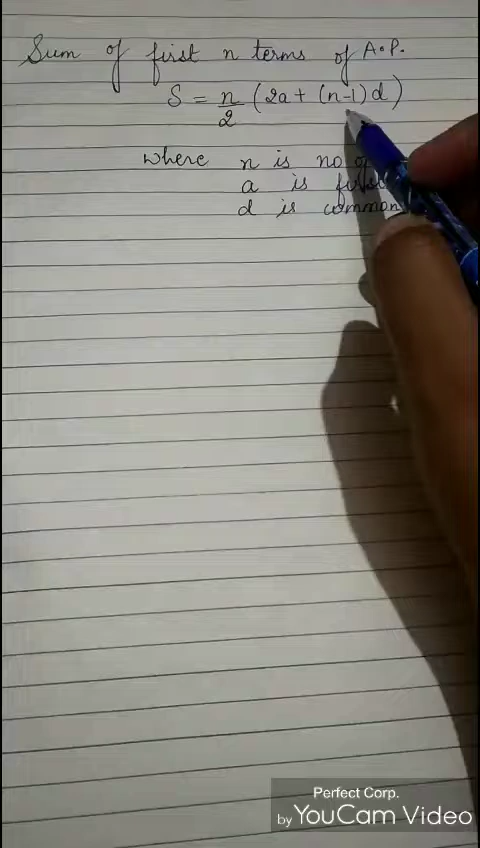 Sum of first n terms of A.P.
S = n/2 (2a + (n-1)d)
where n is no
a is first
d is common
Perfect Corp.
by YouCam Video